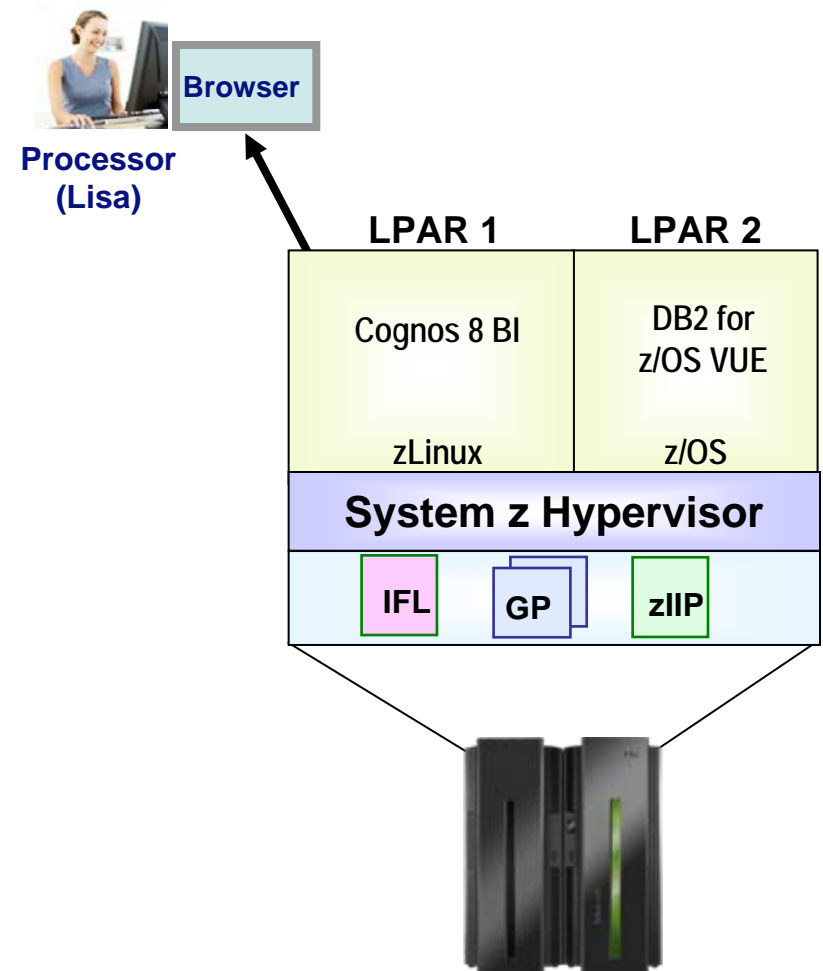 Browser
Processor
(Lisa)
LPAR 1 LPAR 2
Cognos 8 BI
DB2 for
z/OS VUE
zLinux z/OS
System z Hypervisor
IFL GP zIIP